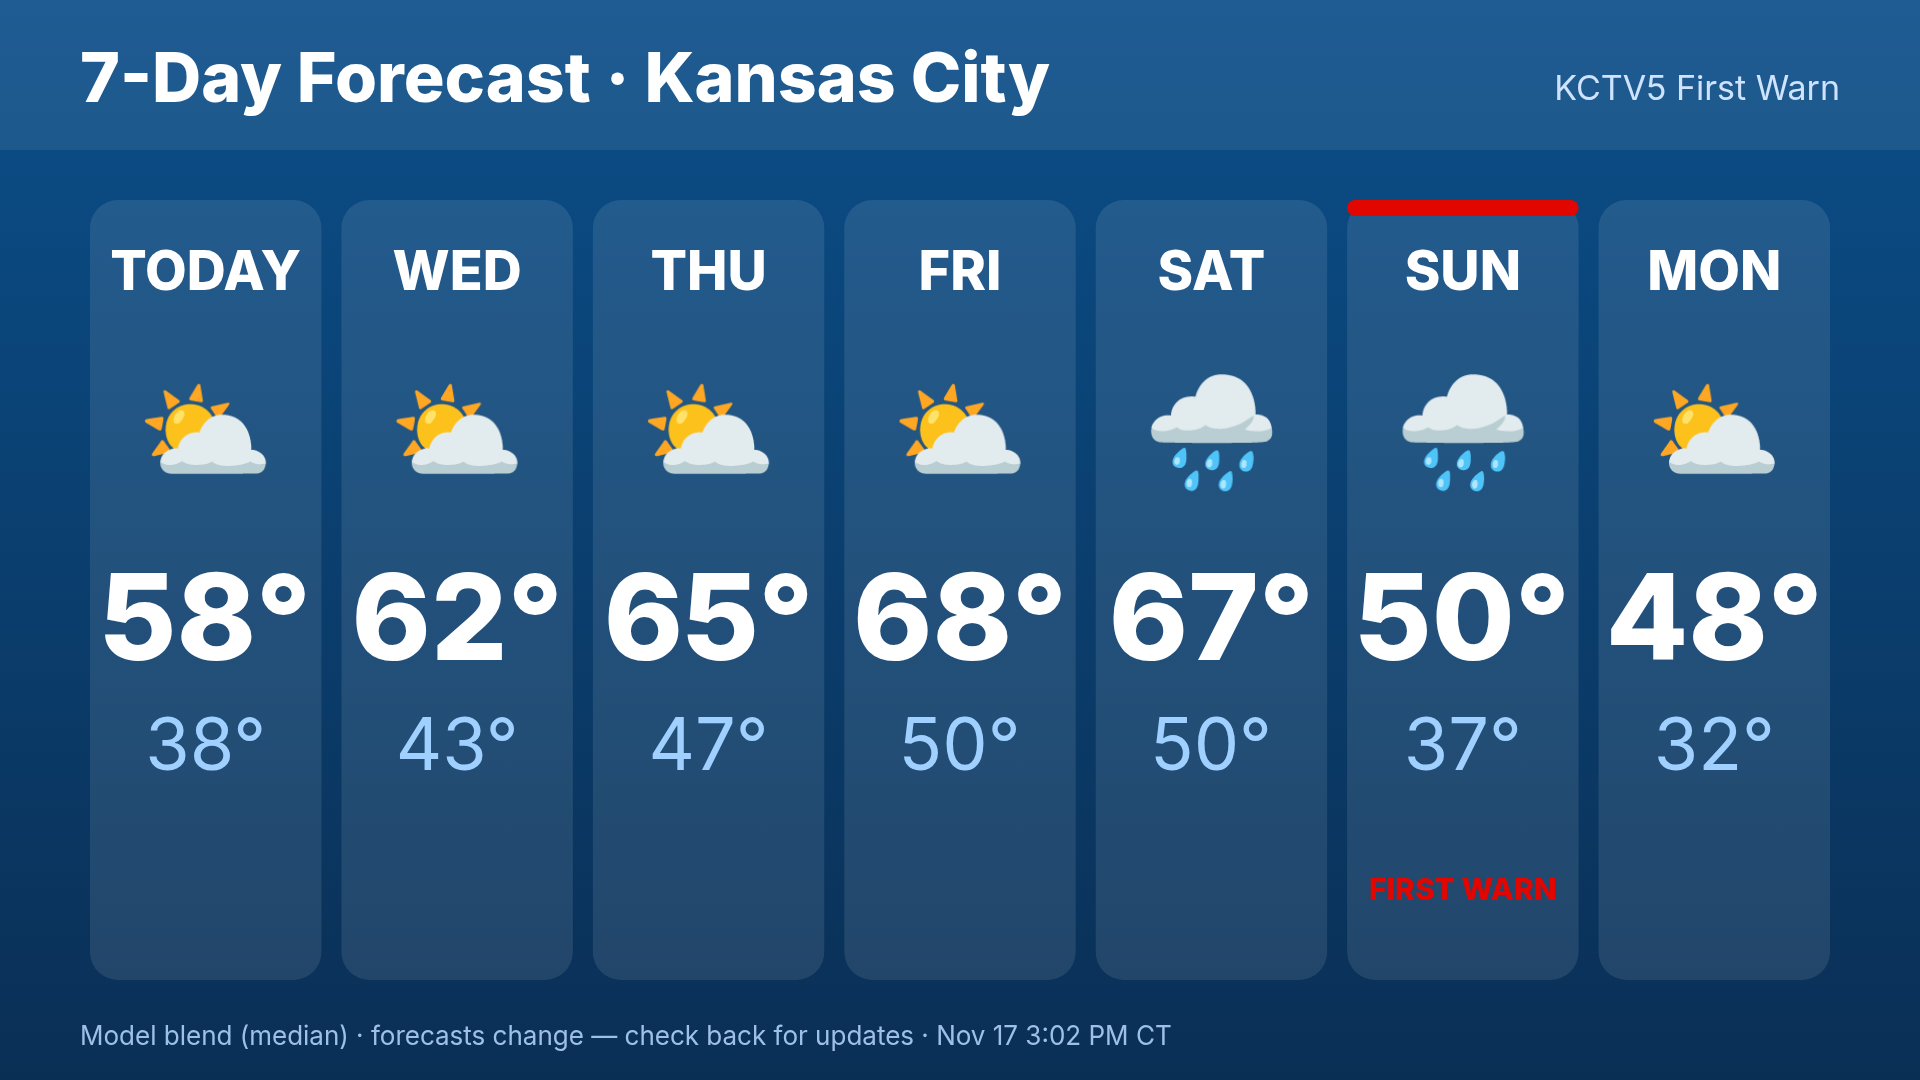 7-Day Forecast · Kansas City
KCTV5 First Warn
TODAY WED THU FRI SAT SUN MON
58° 62° 65° 68° 67° 50° 48°
38° 43° 47° 50° 50° 37° 32°
FIRST WARN
Model blend (median) · forecasts change — check back for updates · Nov 17 3:02 PM CT